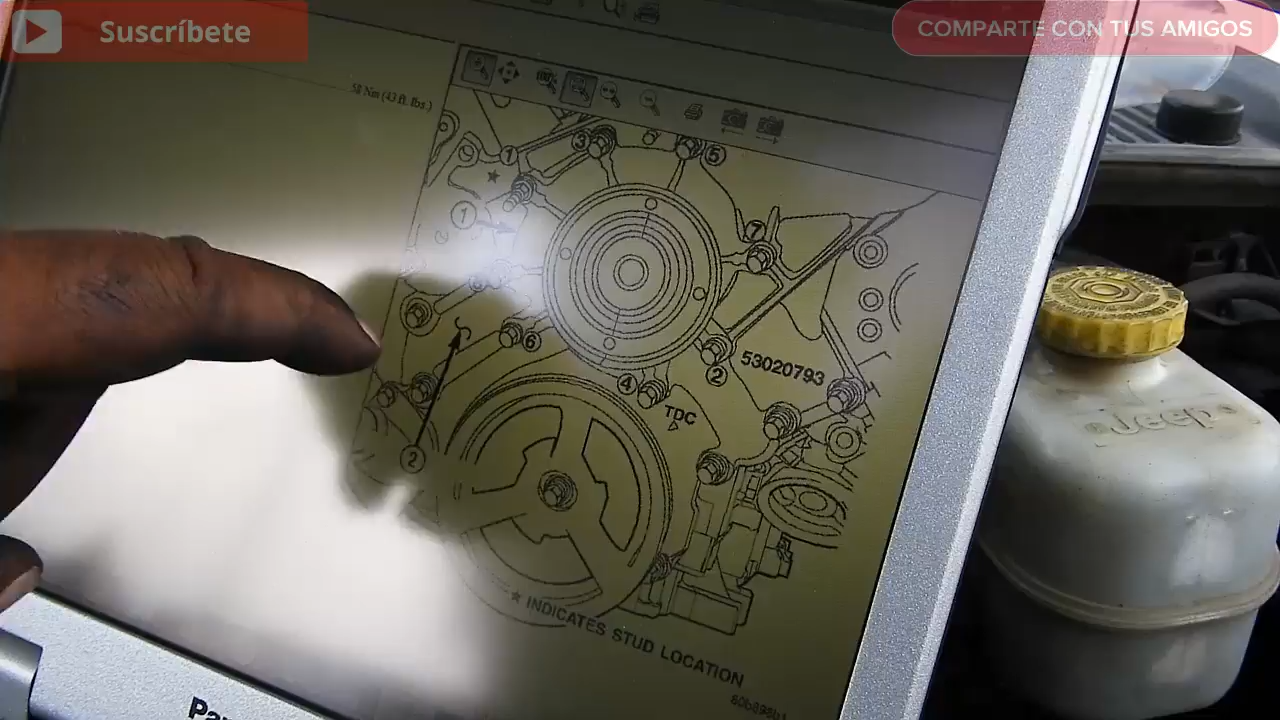 Suscríbete
COMPARTE CON TUS AMIGOS
58 Nm (43 ft. lbs.)
3
5
1
1
7
6
2
53020793
4
TDC
2
★ INDICATES STUD LOCATION
Jeep